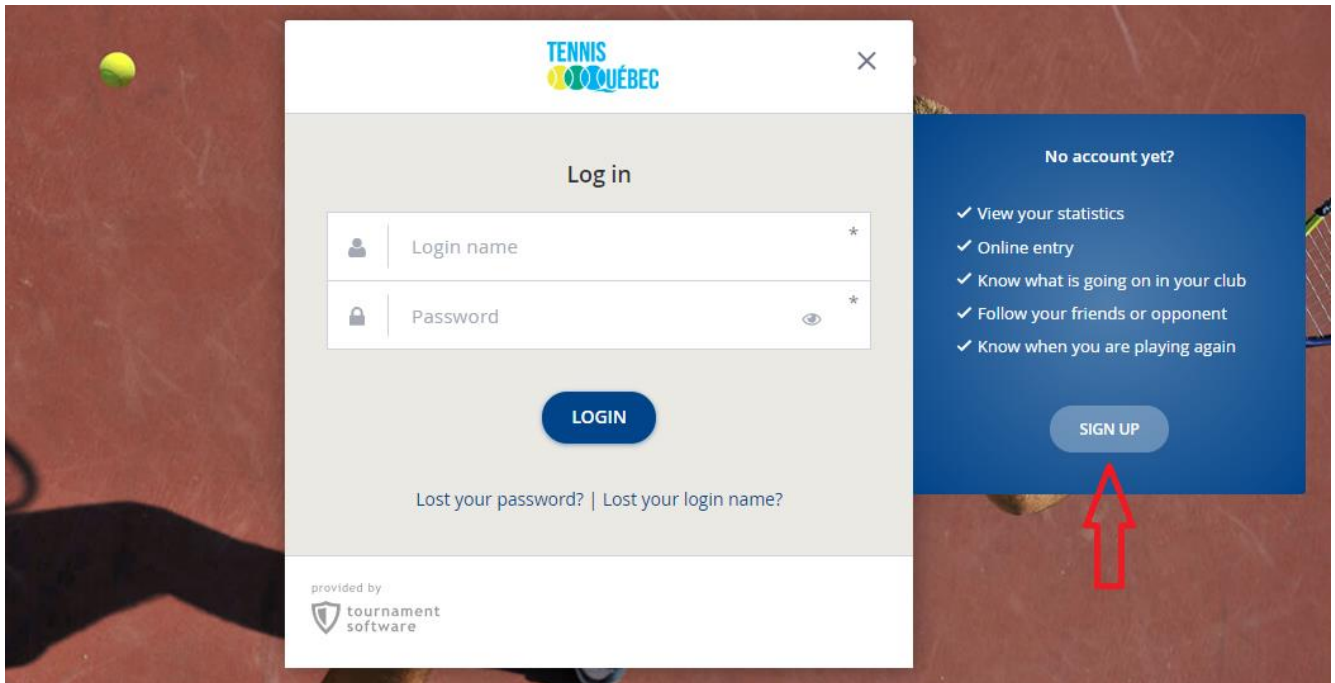 TENNIS
QUÉBEC
Log in
Login name *
Password *
LOGIN
Lost your password? | Lost your login name?
provided by
tournament
software
No account yet?
View your statistics
Online entry
Know what is going on in your club
Follow your friends or opponent
Know when you are playing again
SIGN UP